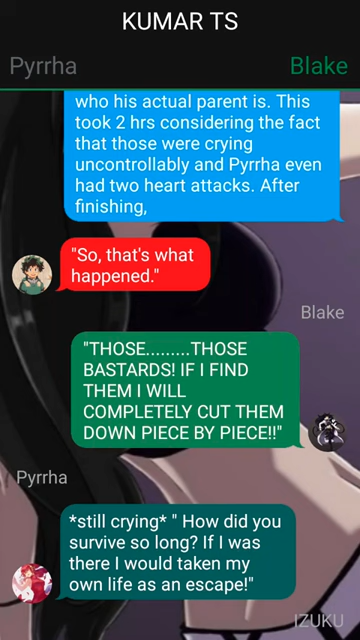 KUMAR TS
Pyrrha
Blake
who his actual parent is. This
took 2 hrs considering the fact
that those were crying
uncontrollably and Pyrrha even
had two heart attacks. After
finishing,
"So, that's what
happened."
Blake
"THOSE.........THOSE
BASTARDS! IF I FIND
THEM I WILL
COMPLETELY CUT THEM
DOWN PIECE BY PIECE!!"
Pyrrha
*still crying* " How did you
survive so long? If I was
there I would taken my
own life as an escape!"
IZUKU